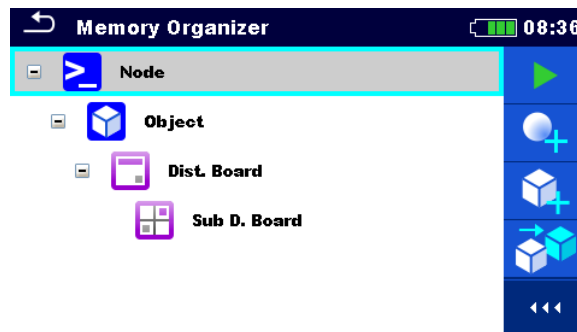 Memory Organizer 08:36
Node
Object
Dist. Board
Sub D. Board